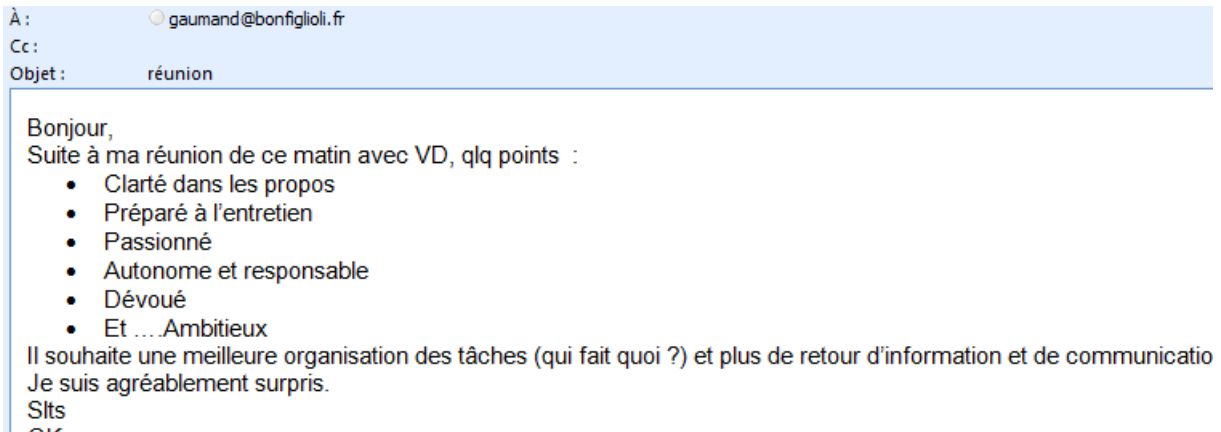 À :	gaumand@bonfiglioli.fr
Cc :
Objet :	réunion
Bonjour,
Suite à ma réunion de ce matin avec VD, qlq points :
• Clarté dans les propos
• Préparé à l'entretien
• Passionné
• Autonome et responsable
• Dévoué
• Et ….Ambitieux
Il souhaite une meilleure organisation des tâches (qui fait quoi ?) et plus de retour d'information et de communicatio
Je suis agréablement surpris.
Slts